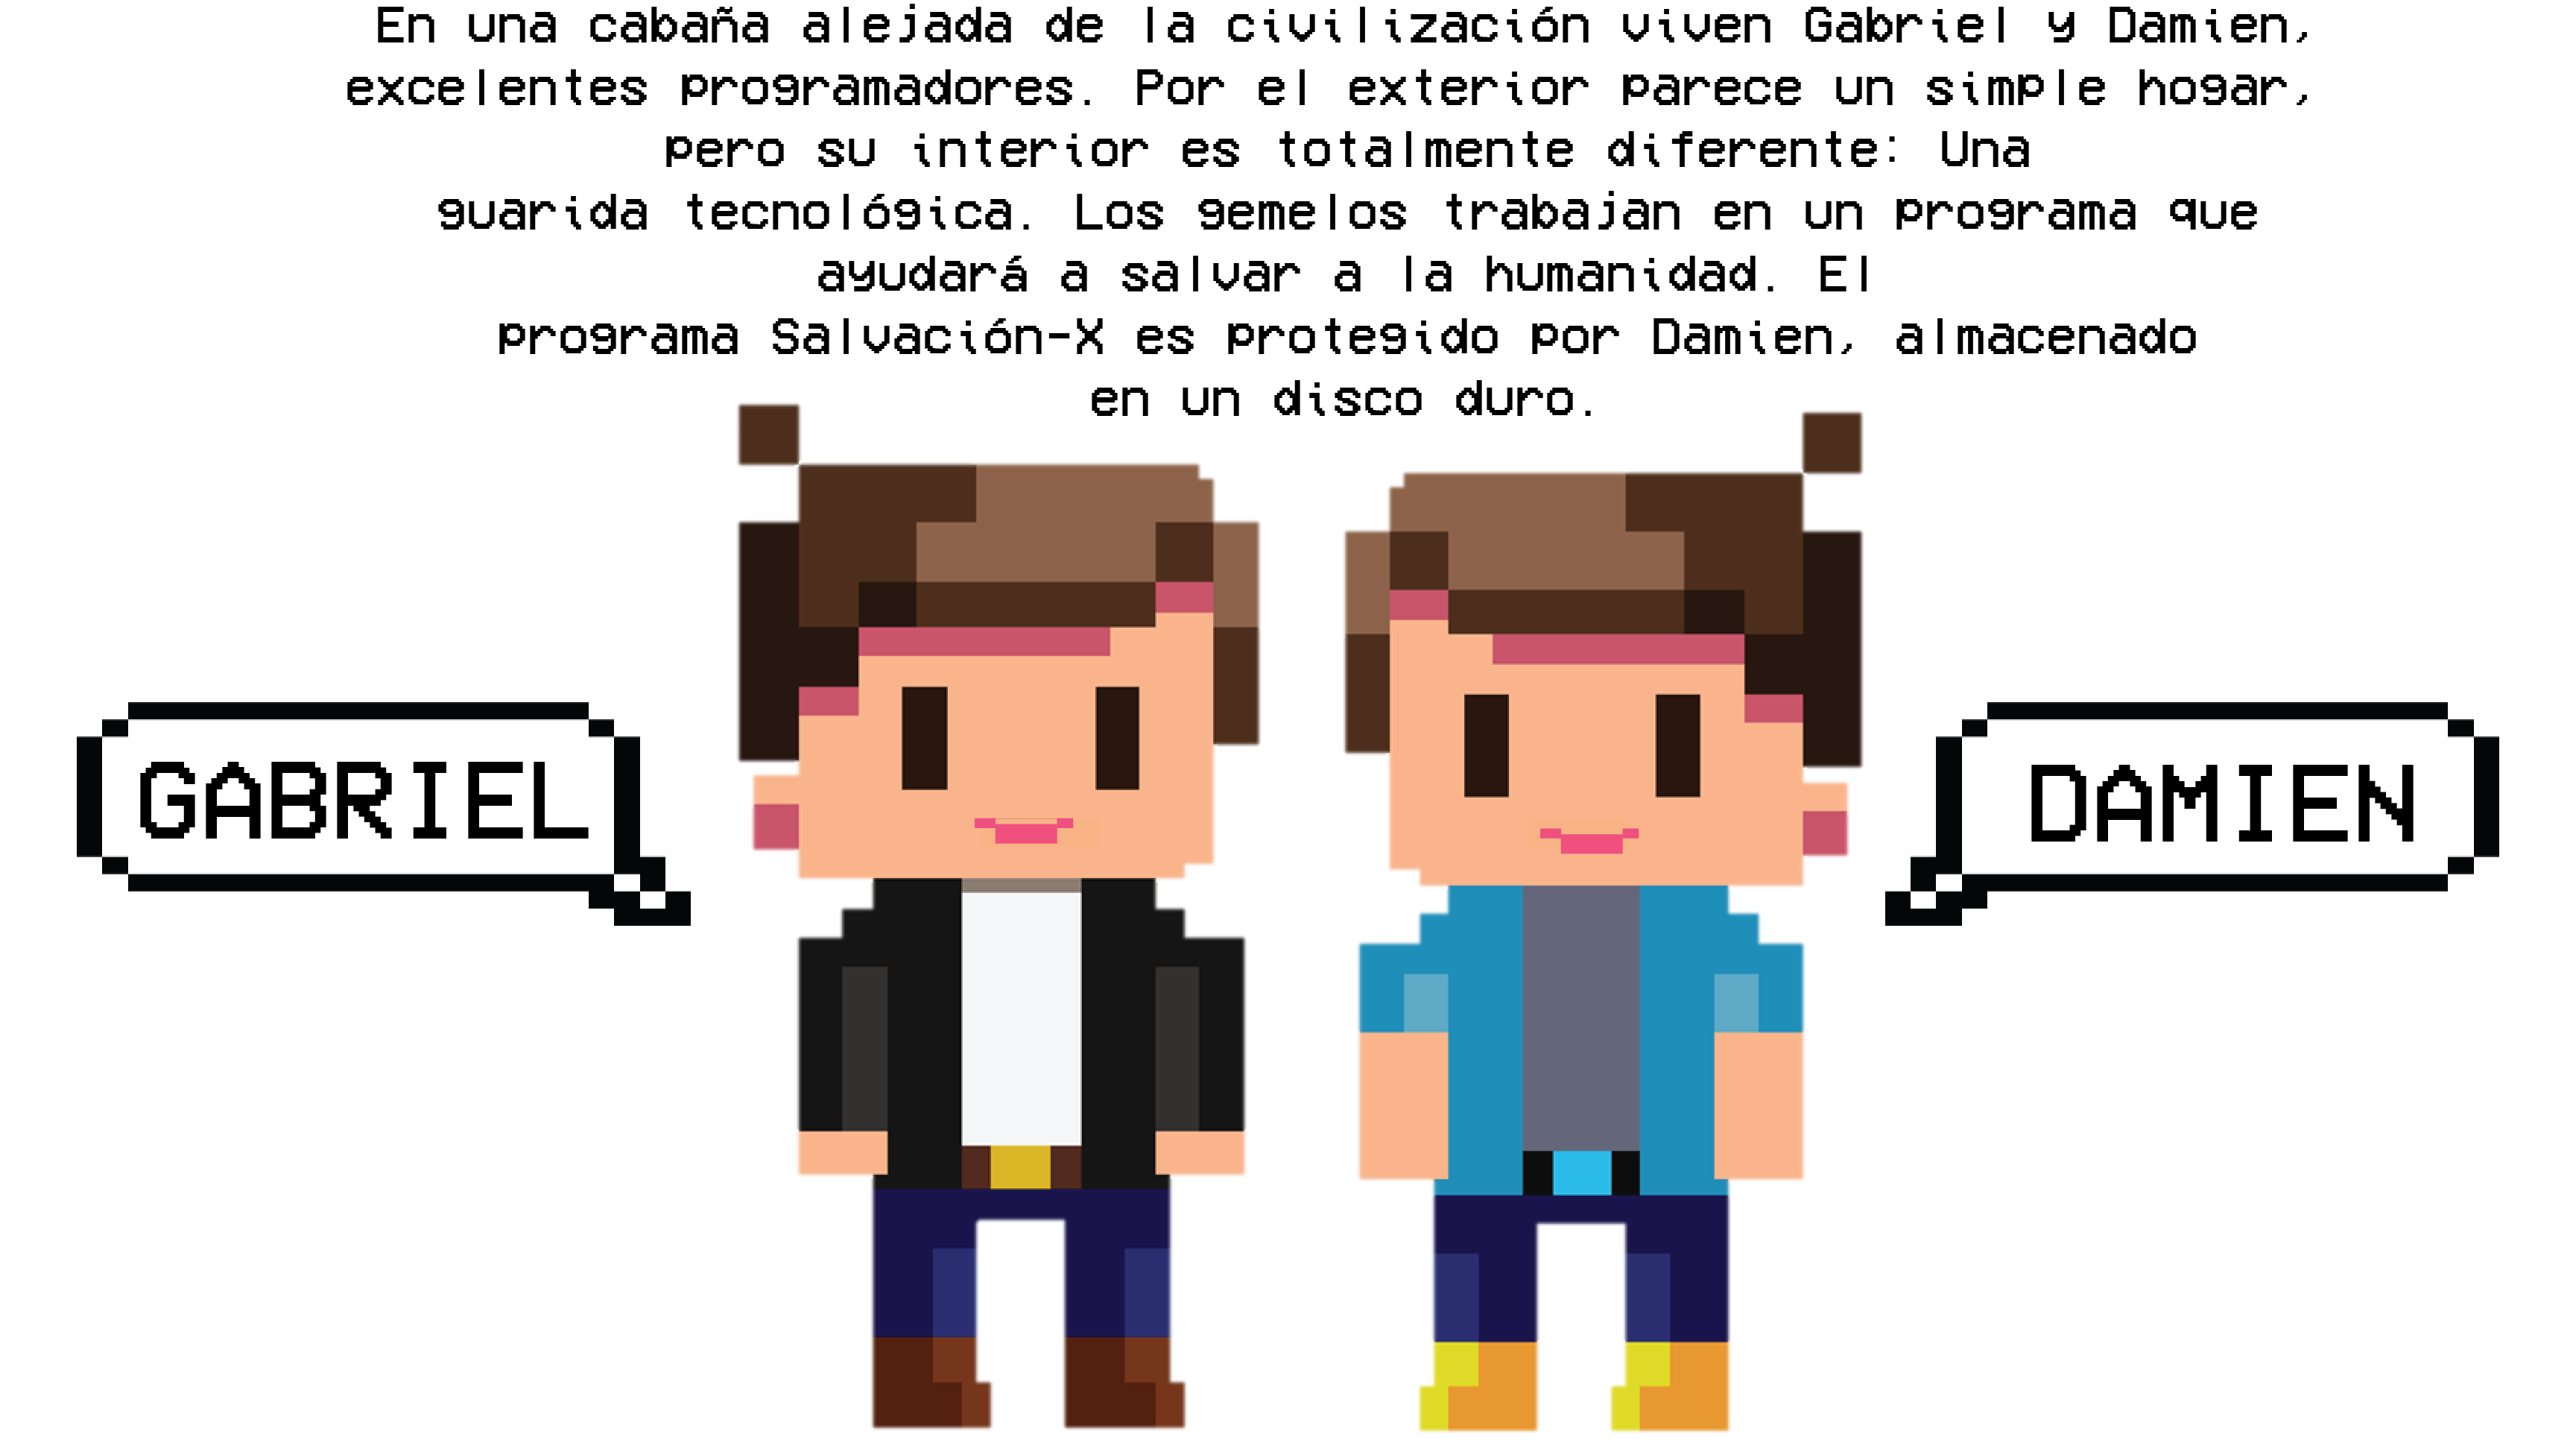 En una cabaña alejada de la civilización viven Gabriel y Damien,
excelentes programadores. Por el exterior parece un simple hogar,
pero su interior es totalmente diferente: Una
guarida tecnológica. Los gemelos trabajan en un programa que
ayudará a salvar a la humanidad. El
programa Salvación-X es protegido por Damien, almacenado
en un disco duro.
GABRIEL
DAMIEN